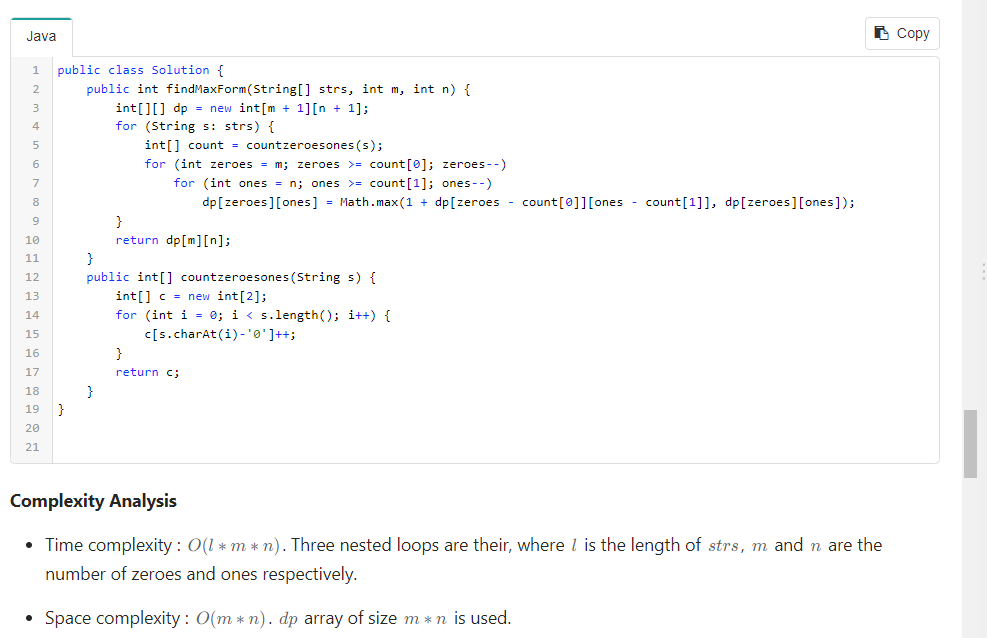 Java
Copy
1 public class Solution {
2     public int findMaxForm(String[] strs, int m, int n) {
3         int[][] dp = new int[m + 1][n + 1];
4         for (String s: strs) {
5             int[] count = countzeroesones(s);
6             for (int zeroes = m; zeroes >= count[0]; zeroes--)
7                 for (int ones = n; ones >= count[1]; ones--)
8                     dp[zeroes][ones] = Math.max(1 + dp[zeroes - count[0]][ones - count[1]], dp[zeroes][ones]);
9         }
10         return dp[m][n];
11     }
12     public int[] countzeroesones(String s) {
13         int[] c = new int[2];
14         for (int i = 0; i < s.length(); i++) {
15             c[s.charAt(i)-'0']++;
16         }
17         return c;
18     }
19 }
20
21
Complexity Analysis
• Time complexity : O(l * m * n). Three nested loops are their, where l is the length of strs, m and n are the
number of zeroes and ones respectively.
• Space complexity : O(m * n). dp array of size m * n is used.